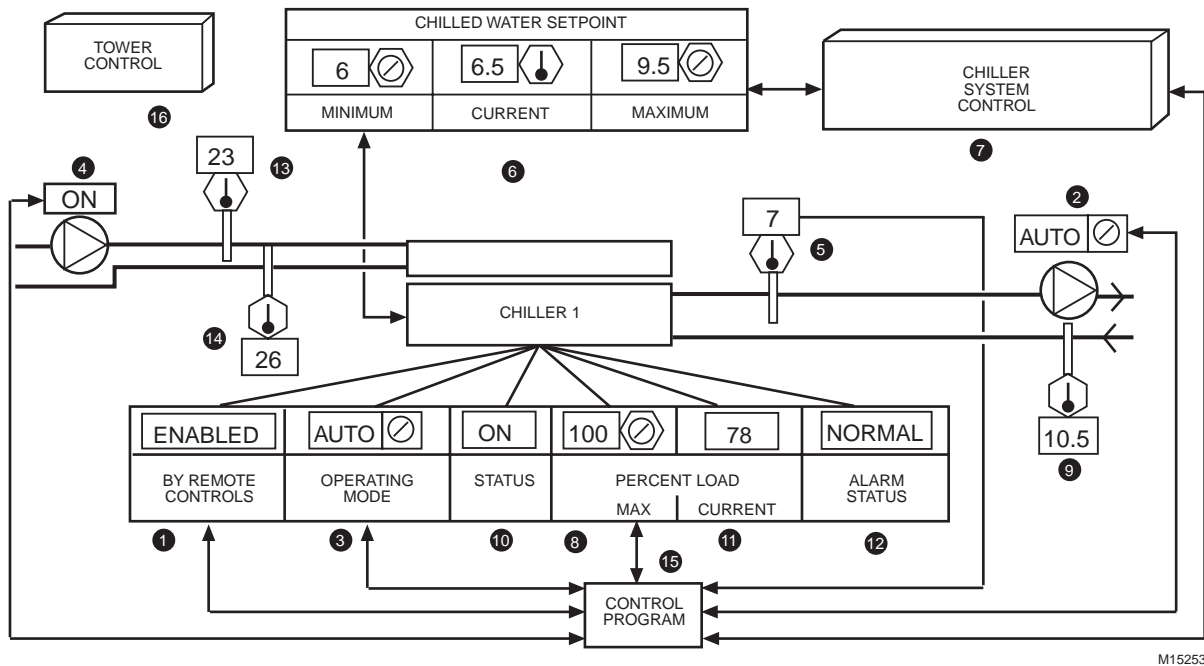 TOWER
CONTROL
16
CHILLED WATER SETPOINT
6
6.5
9.5
MINIMUM
CURRENT
MAXIMUM
6
CHILLER
SYSTEM
CONTROL
7
4
ON
23
13
14
26
7
5
2
AUTO
9
10.5
CHILLER 1
ENABLED
AUTO
ON
100
78
NORMAL
BY REMOTE
CONTROLS
OPERATING
MODE
STATUS
PERCENT LOAD
MAX
CURRENT
ALARM
STATUS
1
3
10
8
11
12
15
CONTROL
PROGRAM
M15253